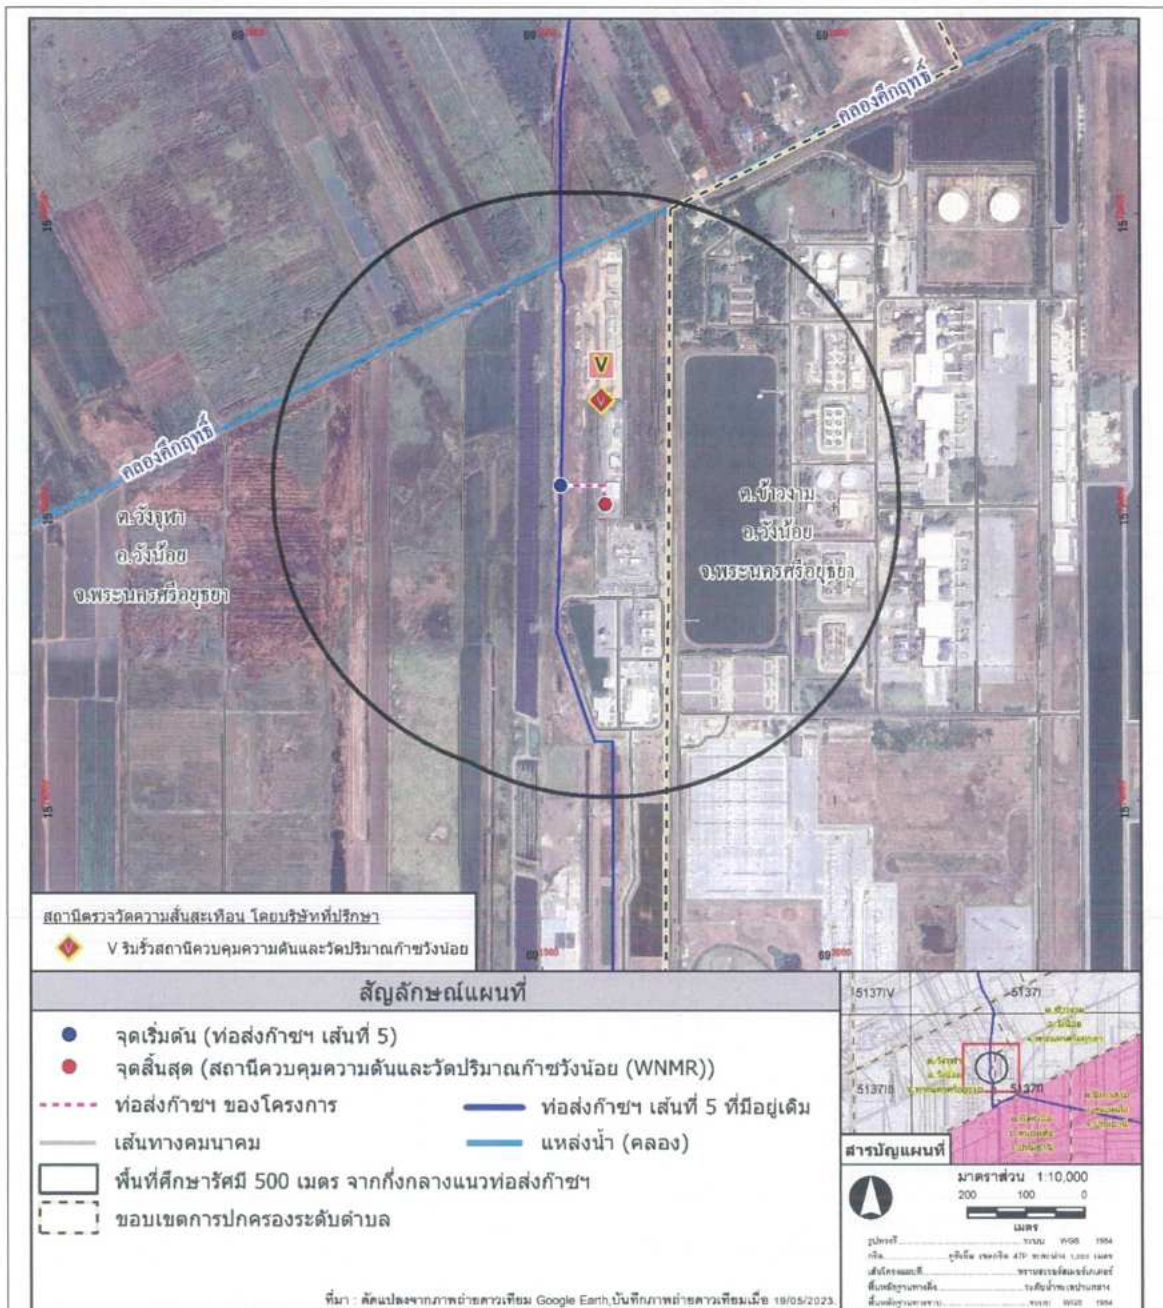 คลองคึกฤทธิ์
V
V
คลองคึกฤทธิ์
ต.วังจุฬา
อ.วังน้อย
จ.พระนครศรีอยุธยา
ต.ข้าวงาม
อ.วังน้อย
จ.พระนครศรีอยุธยา
สถานีตรวจวัดความสั่นสะเทือน โดยบริษัทที่ปรึกษา
V V ริมรั้วสถานีควบคุมความดันและวัดปริมาณก๊าซวังน้อย
สัญลักษณ์แผนที่
จุดเริ่มต้น (ท่อส่งก๊าซฯ เส้นที่ 5)
จุดสิ้นสุด (สถานีควบคุมความดันและวัดปริมาณก๊าซวังน้อย (WNMR))
ท่อส่งก๊าซฯ ของโครงการ
ท่อส่งก๊าซฯ เส้นที่ 5 ที่มีอยู่เดิม
เส้นทางคมนาคม
แหล่งน้ำ (คลอง)
พื้นที่ศึกษารัศมี 500 เมตร จากกึ่งกลางแนวท่อส่งก๊าซฯ
ขอบเขตการปกครองระดับตำบล
5137IV
5137I
5137III
5137II
สารบัญแผนที่
มาตราส่วน 1:10,000
200 100 0
เมตร
รูปทรงรี ระบบ WGS 1984
ที่มา : ดัดแปลงจากภาพถ่ายดาวเทียม Google Earth,บันทึกภาพถ่ายดาวเทียมเมื่อ 19/05/2023.